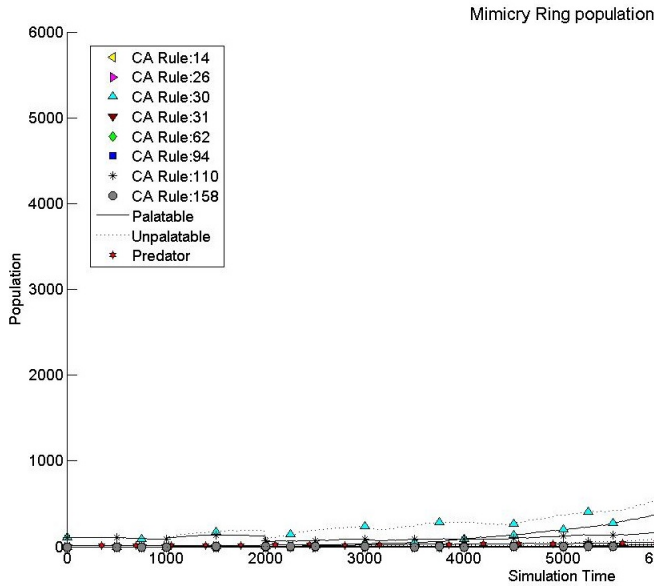 Mimicry Ring population
6000
CA Rule:14
CA Rule:26
CA Rule:30
CA Rule:31
CA Rule:62
CA Rule:94
CA Rule:110
CA Rule:158
Palatable
Unpalatable
Predator
5000
4000
3000
2000
1000
0
Population
0 1000 2000 3000 4000 5000 6
Simulation Time